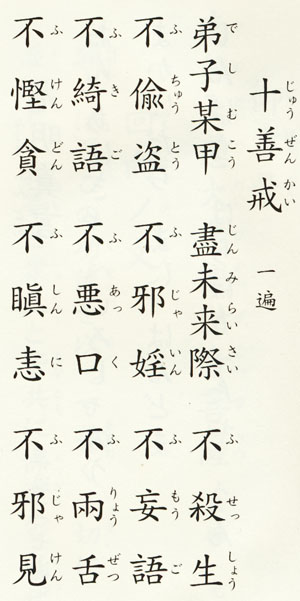 十善戒 一遍
弟子某甲 盡未来際 不殺生
不偸盗 不邪婬 不妄語
不綺語 不悪口 不兩舌
不慳貪 不瞋恚 不邪見
じゅう ぜん かい
で し む こう じん み らい さい ふ せっ しょう
ふ ちゅう とう ふ じゃ いん ふ もう ご
ふ き ご ふ あっ く ふ りょう ぜつ
ふ けん どん ふ しん に ふ じゃ けん